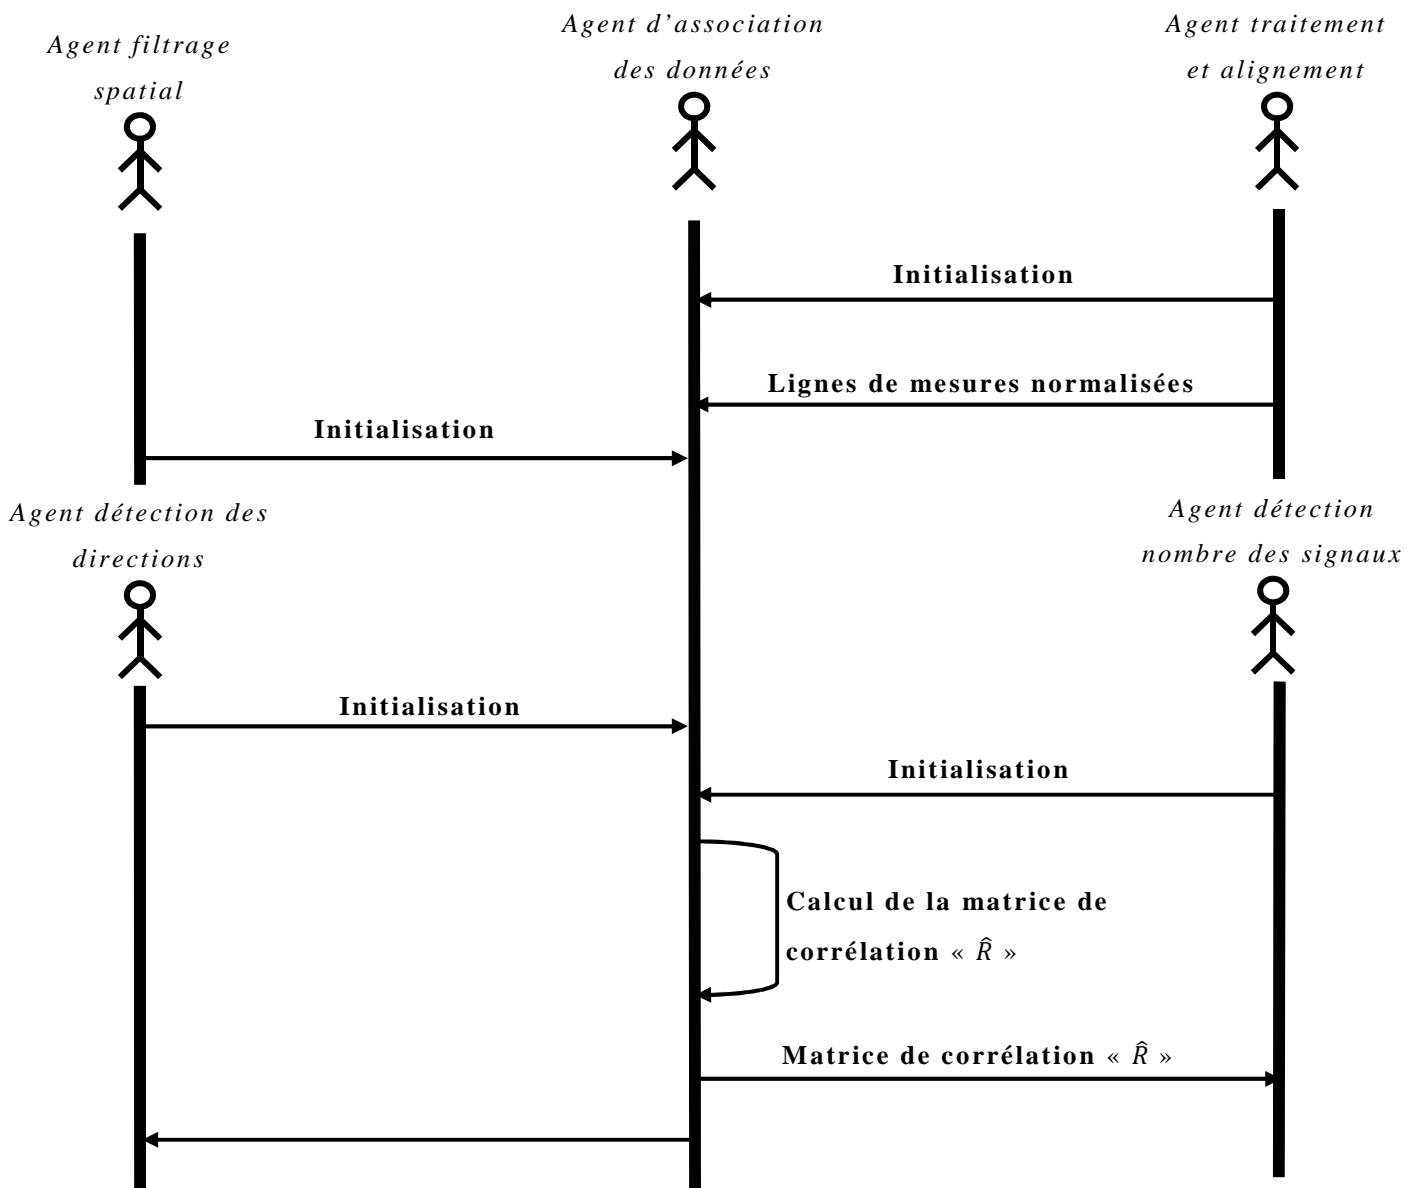 Agent filtrage
spatial
Agent d’association
des données
Agent traitement
et alignement
Initialisation
Lignes de mesures normalisées
Initialisation
Agent détection des
directions
Agent détection
nombre des signaux
Initialisation
Initialisation
Calcul de la matrice de
corrélation « R̂ »
Matrice de corrélation « R̂ »